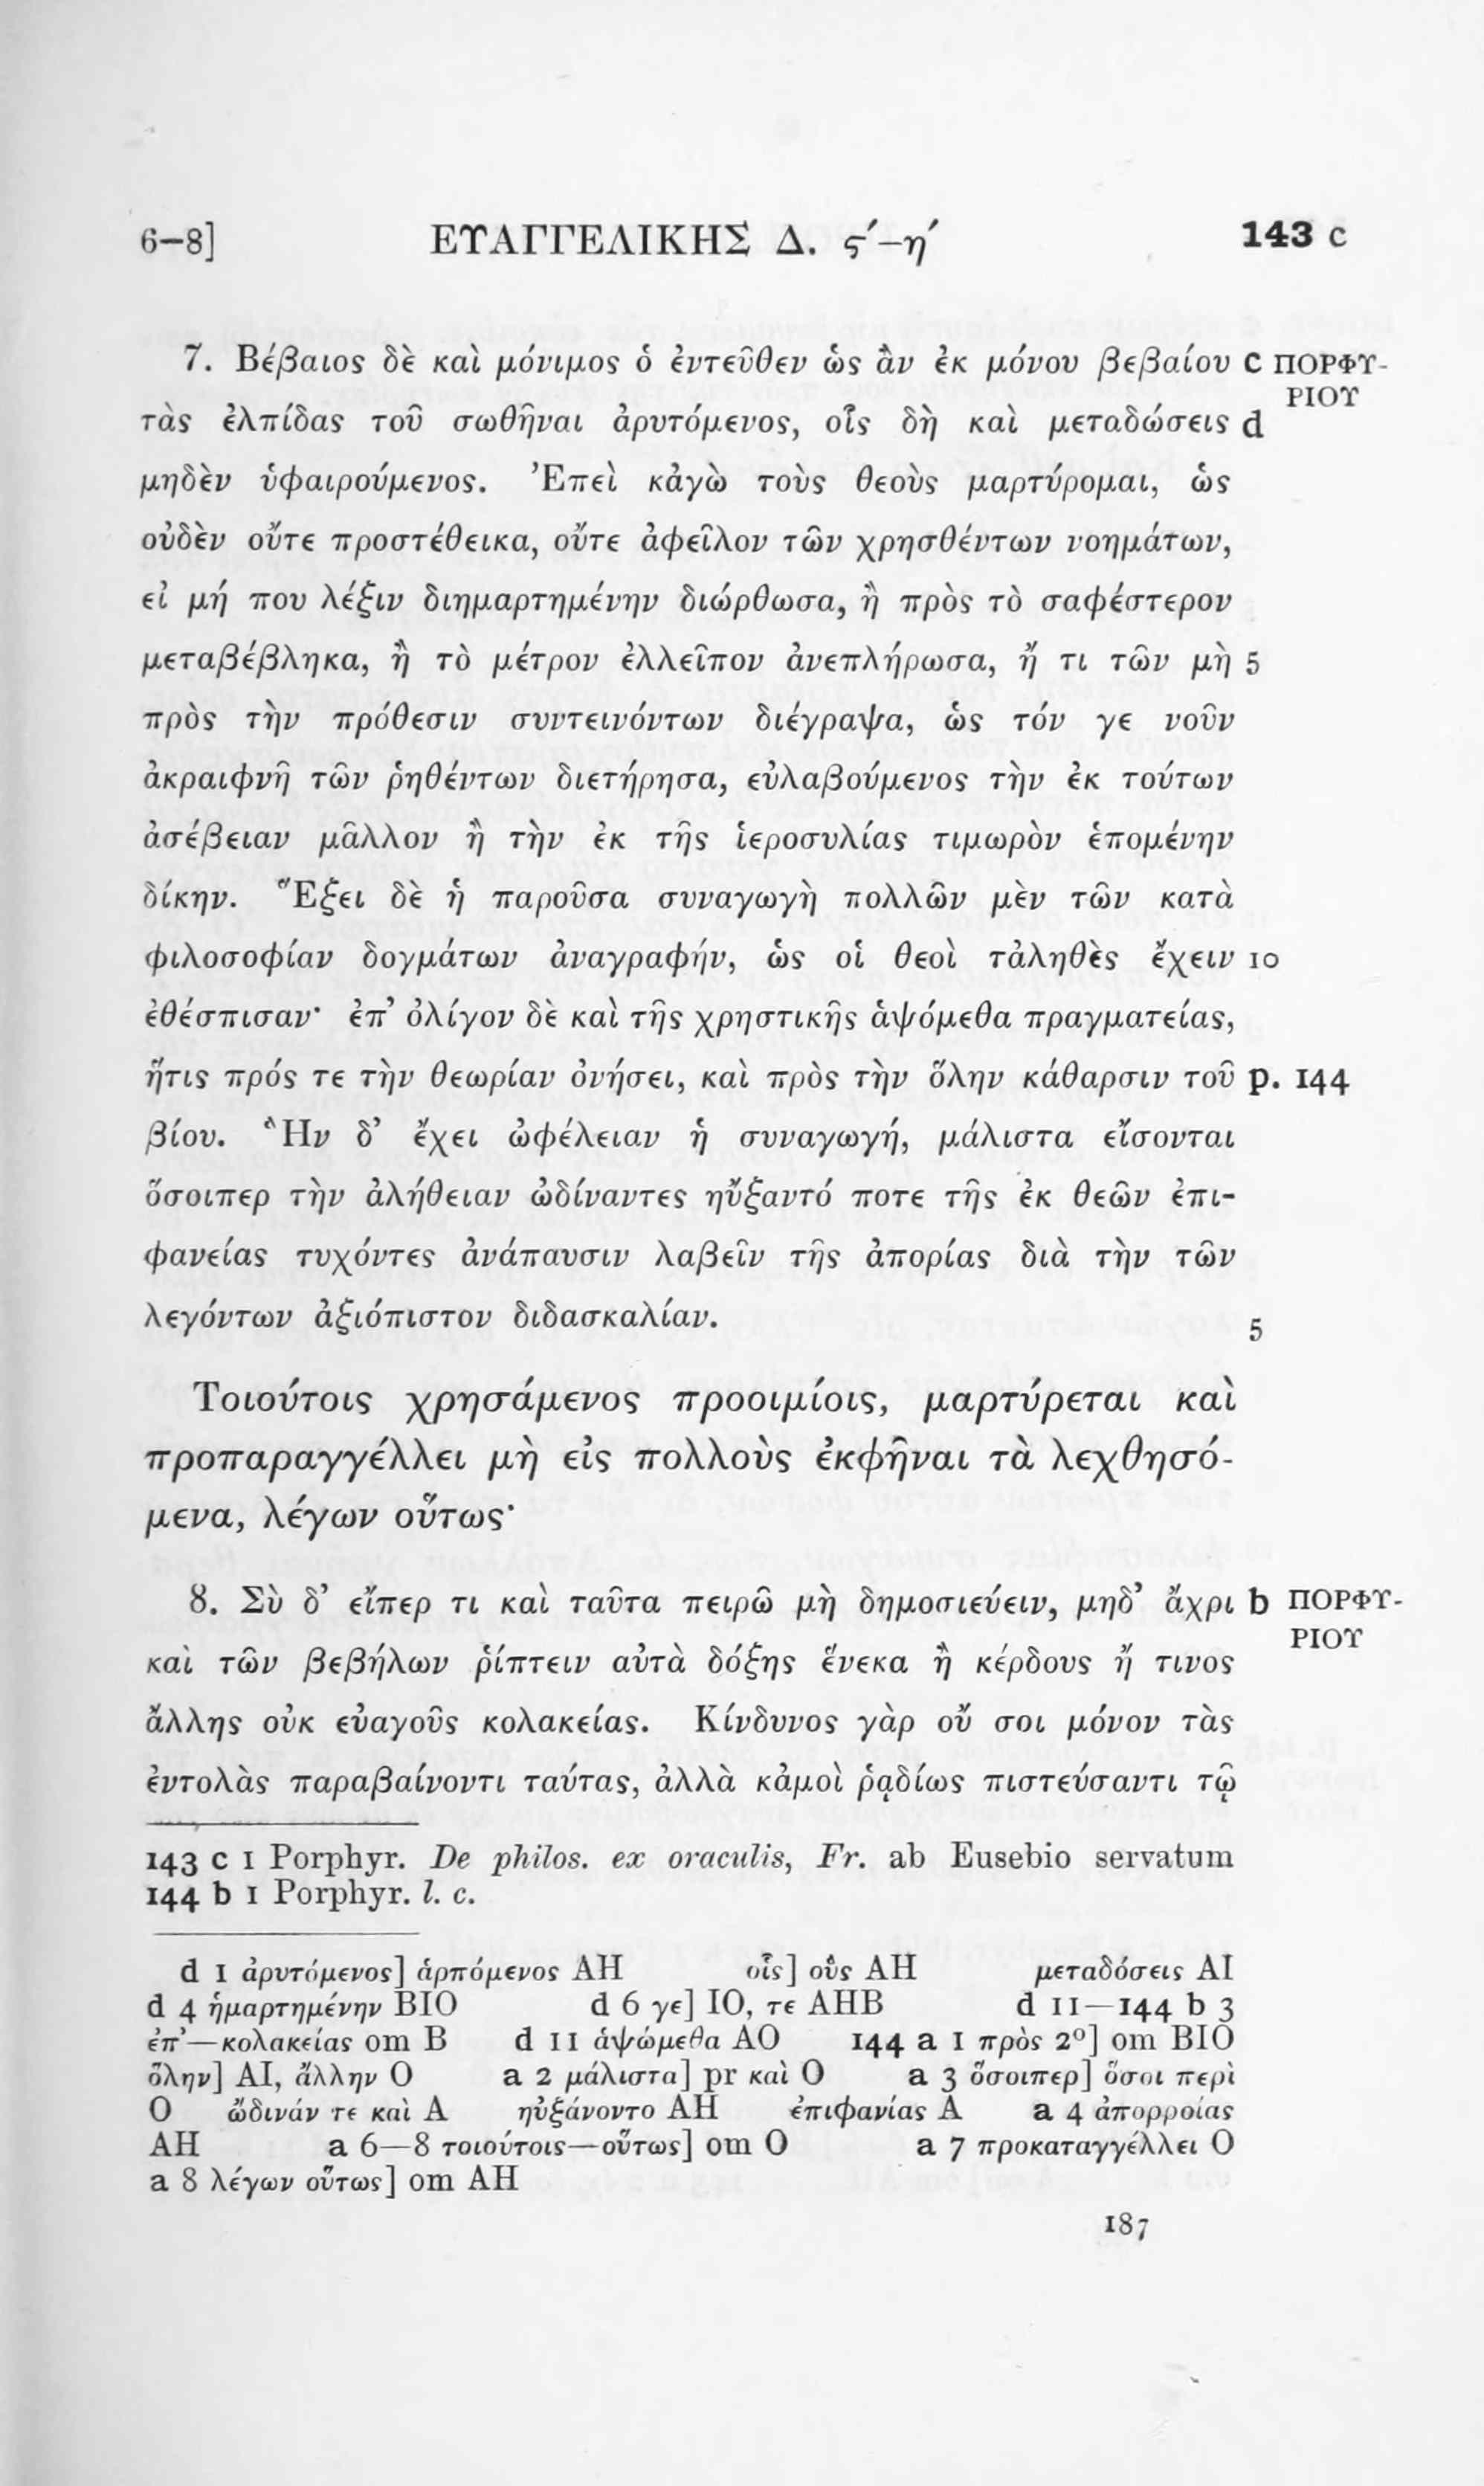 6–8] ΕΥΑΓΓΕΛΙΚΗΣ Δ. ϛ´–η´ 143 c
7. Βέβαιος δὲ καὶ μόνιμος ὁ ἐντεῦθεν ὡς ἂν ἐκ μόνου βεβαίου c ΠΟΡΦΥ-
ΡΙΟΥ
τὰς ἐλπίδας τοῦ σωθῆναι ἀρυτόμενος, οἷς δὴ καὶ μεταδώσεις d
μηδὲν ὑφαιρούμενος. Ἐπεὶ κἀγὼ τοὺς θεοὺς μαρτύρομαι, ὡς
οὐδὲν οὔτε προστέθεικα, οὔτε ἀφεῖλον τῶν χρησθέντων νοημάτων,
εἰ μή που λέξιν διημαρτημένην διώρθωσα, ἢ πρὸς τὸ σαφέστερον
μεταβέβληκα, ἢ τὸ μέτρον ἐλλεῖπον ἀνεπλήρωσα, ἤ τι τῶν μὴ 5
πρὸς τὴν πρόθεσιν συντεινόντων διέγραψα, ὡς τόν γε νοῦν
ἀκραιφνῆ τῶν ῥηθέντων διετήρησα, εὐλαβούμενος τὴν ἐκ τούτων
ἀσέβειαν μᾶλλον ἢ τὴν ἐκ τῆς ἱεροσυλίας τιμωρὸν ἑπομένην
δίκην. Ἕξει δὲ ἡ παροῦσα συναγωγὴ πολλῶν μὲν τῶν κατὰ
φιλοσοφίαν δογμάτων ἀναγραφήν, ὡς οἱ θεοὶ τἀληθὲς ἔχειν 10
ἐθέσπισαν· ἐπ’ ὀλίγον δὲ καὶ τῆς χρηστικῆς ἁψόμεθα πραγματείας,
ἥτις πρός τε τὴν θεωρίαν ὀνήσει, καὶ πρὸς τὴν ὅλην κάθαρσιν τοῦ p. 144
βίου. Ἣν δ’ ἔχει ὠφέλειαν ἡ συναγωγή, μάλιστα εἴσονται
ὅσοιπερ τὴν ἀλήθειαν ὠδίναντες ηὔξαντό ποτε τῆς ἐκ θεῶν ἐπι-
φανείας τυχόντες ἀνάπαυσιν λαβεῖν τῆς ἀπορίας διὰ τὴν τῶν
λεγόντων ἀξιόπιστον διδασκαλίαν. 5
Τοιούτοις χρησάμενος προοιμίοις, μαρτύρεται καὶ
προπαραγγέλλει μὴ εἰς πολλοὺς ἐκφῆναι τὰ λεχθησό-
μενα, λέγων οὕτως·
8. Σὺ δ’ εἴπερ τι καὶ ταῦτα πειρῶ μὴ δημοσιεύειν, μηδ’ ἄχρι b ΠΟΡΦΥ-
ΡΙΟΥ
καὶ τῶν βεβήλων ῥίπτειν αὐτὰ δόξης ἕνεκα ἢ κέρδους ἤ τινος
ἄλλης οὐκ εὐαγοῦς κολακείας. Κίνδυνος γὰρ οὔ σοι μόνον τὰς
ἐντολὰς παραβαίνοντι ταύτας, ἀλλὰ κἀμοὶ ῥᾳδίως πιστεύσαντι τῷ
143 c 1 Porphyr. De philos. ex oraculis, Fr. ab Eusebio servatum
144 b 1 Porphyr. l. c.
d 1 ἀρυτόμενος] ἁρπόμενος AH οἷς] οὓς AH μεταδόσεις AI
d 4 ἡμαρτημένην BIO d 6 γε] IO, τε AHB d 11—144 b 3
ἐπ’—κολακείας om B d 11 ἁψώμεθα AO 144 a 1 πρὸς 2º] om BIO
ὅλην] AI, ἄλλην O a 2 μάλιστα] pr καὶ O a 3 ὅσοιπερ] ὅσοι περὶ
O ὤδινάν τε καὶ A ηὐξάνοντο AH ἐπιφανίας A a 4 ἀπορροίας
AH a 6—8 τοιούτοις—οὕτως] om O a 7 προκαταγγέλλει O
a 8 λέγων οὕτως] om AH
187